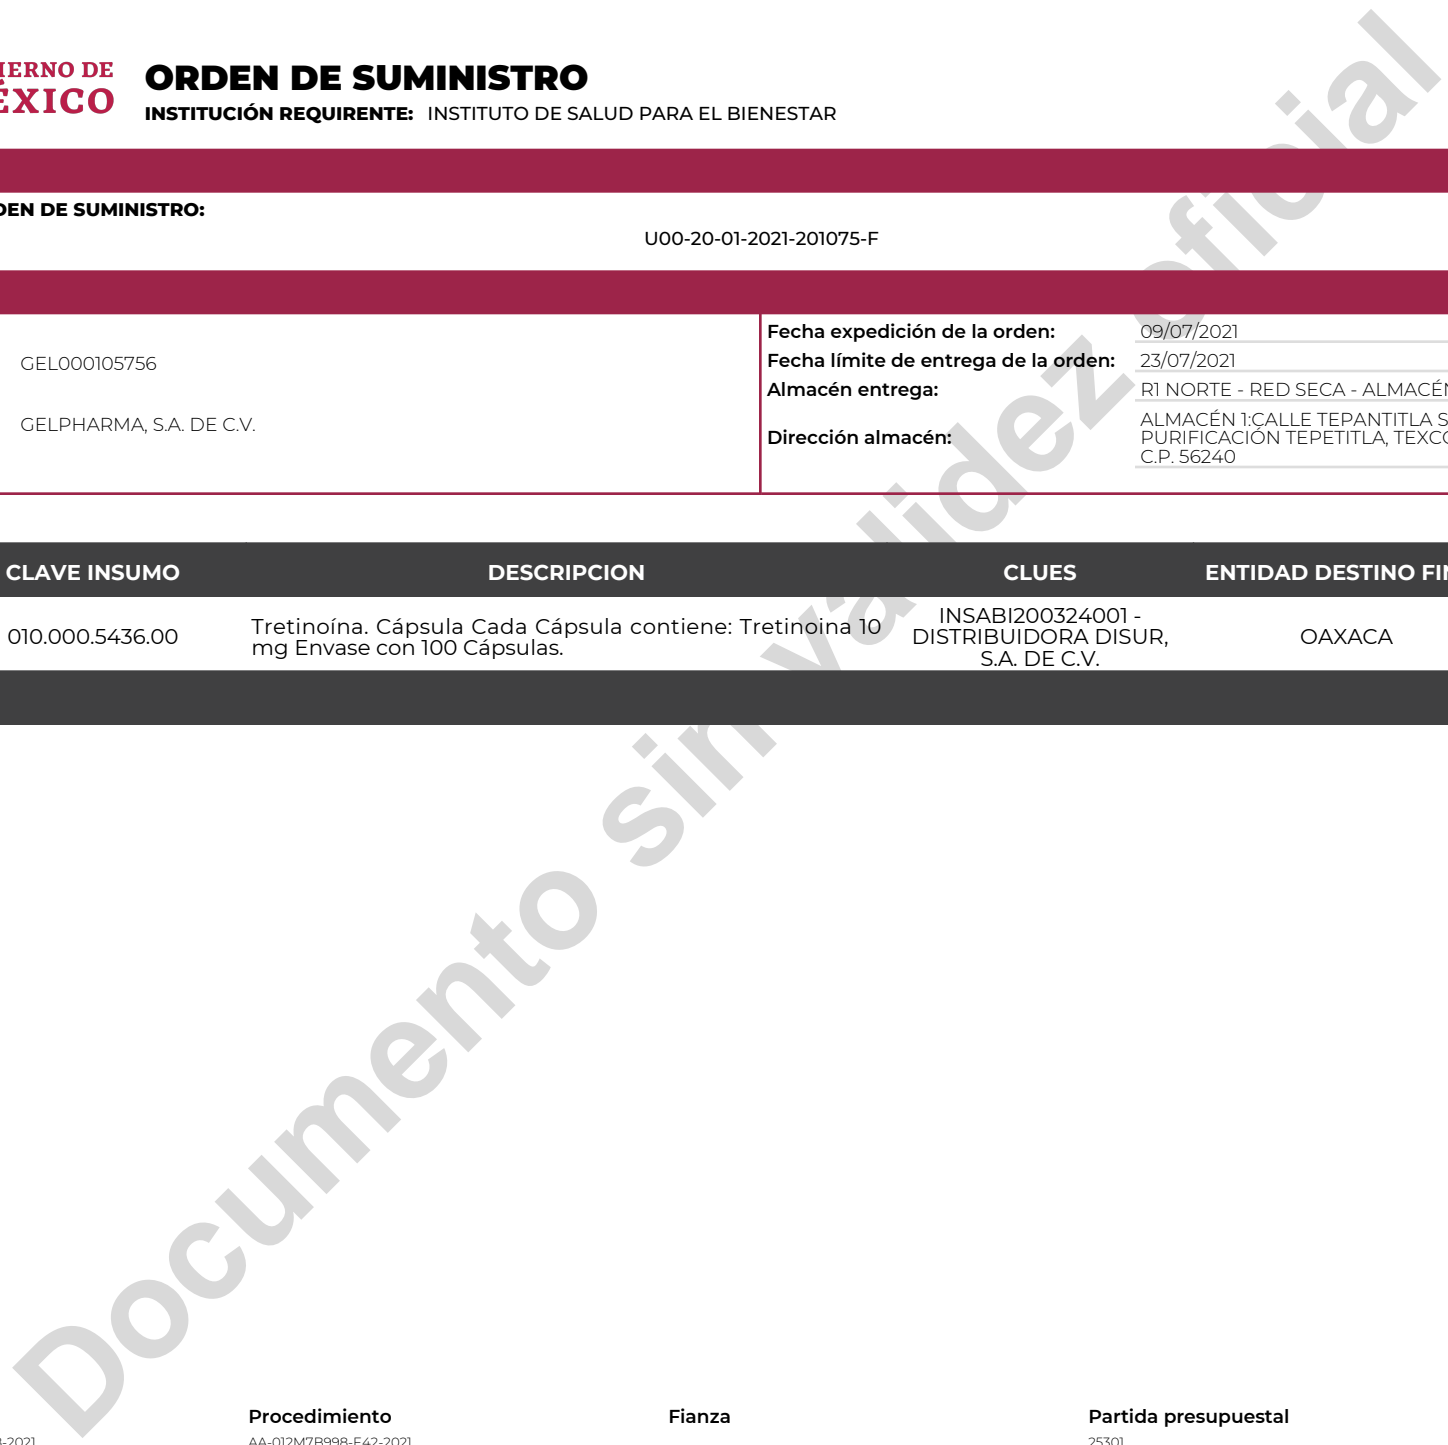 ORDEN DE SUMINISTRO
INSTITUCIÓN REQUIRENTE: INSTITUTO DE SALUD PARA EL BIENESTAR
DEN DE SUMINISTRO:
U00-20-01-2021-201075-F
GEL000105756
GELPHARMA, S.A. DE C.V.
Fecha expedición de la orden: 09/07/2021
Fecha límite de entrega de la orden: 23/07/2021
Almacén entrega: R1 NORTE - RED SECA - ALMACÉN
Dirección almacén: ALMACÉN 1:CALLE TEPANTITLA S
PURIFICACIÓN TEPETITLA, TEXCO
C.P. 56240
CLAVE INSUMO DESCRIPCION CLUES ENTIDAD DESTINO FIN
010.000.5436.00
Tretinoína. Cápsula Cada Cápsula contiene: Tretinoina 10
mg Envase con 100 Cápsulas.
INSABI200324001 -
DISTRIBUIDORA DISUR,
S.A. DE C.V.
OAXACA
Documento sin validez oficial
IERNO DE
ÉXICO
Procedimiento Fianza Partida presupuestal
-2021 AA-012M7B998-E42-2021 25301